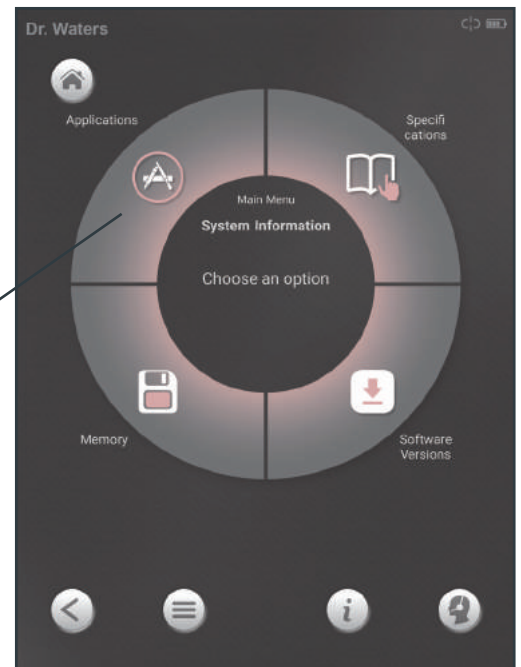 Dr. Waters
Applications
Specifi
cations
Main Menu
System Information
Choose an option
Memory
Software
Versions